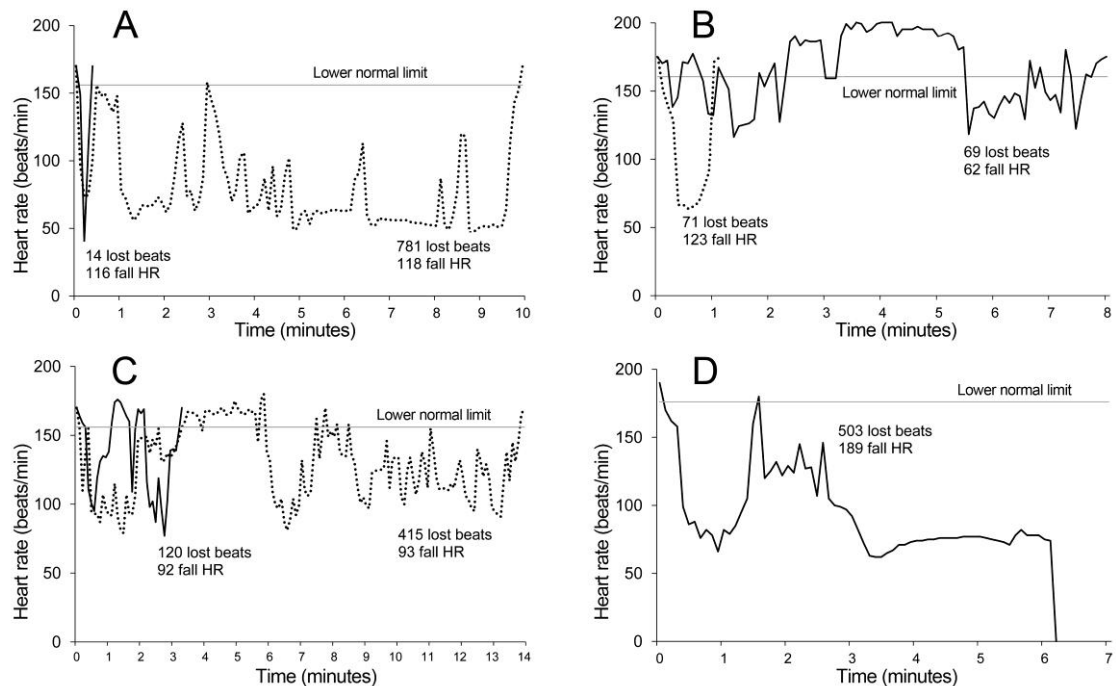 A
Heart rate (beats/min)
200
150
100
50
0
Lower normal limit
14 lost beats
116 fall HR
781 lost beats
118 fall HR
0 1 2 3 4 5 6 7 8 9 10
Time (minutes)
B
Heart rate (beats/min)
200
150
100
50
0
Lower normal limit
71 lost beats
123 fall HR
69 lost beats
62 fall HR
0 1 2 3 4 5 6 7 8
Time (minutes)
C
Heart rate (beats/min)
200
150
100
50
0
Lower normal limit
120 lost beats
92 fall HR
415 lost beats
93 fall HR
0 1 2 3 4 5 6 7 8 9 10 11 12 13 14
Time (minutes)
D
Heart rate (beats/min)
200
150
100
50
0
Lower normal limit
503 lost beats
189 fall HR
0 1 2 3 4 5 6 7
Time (minutes)